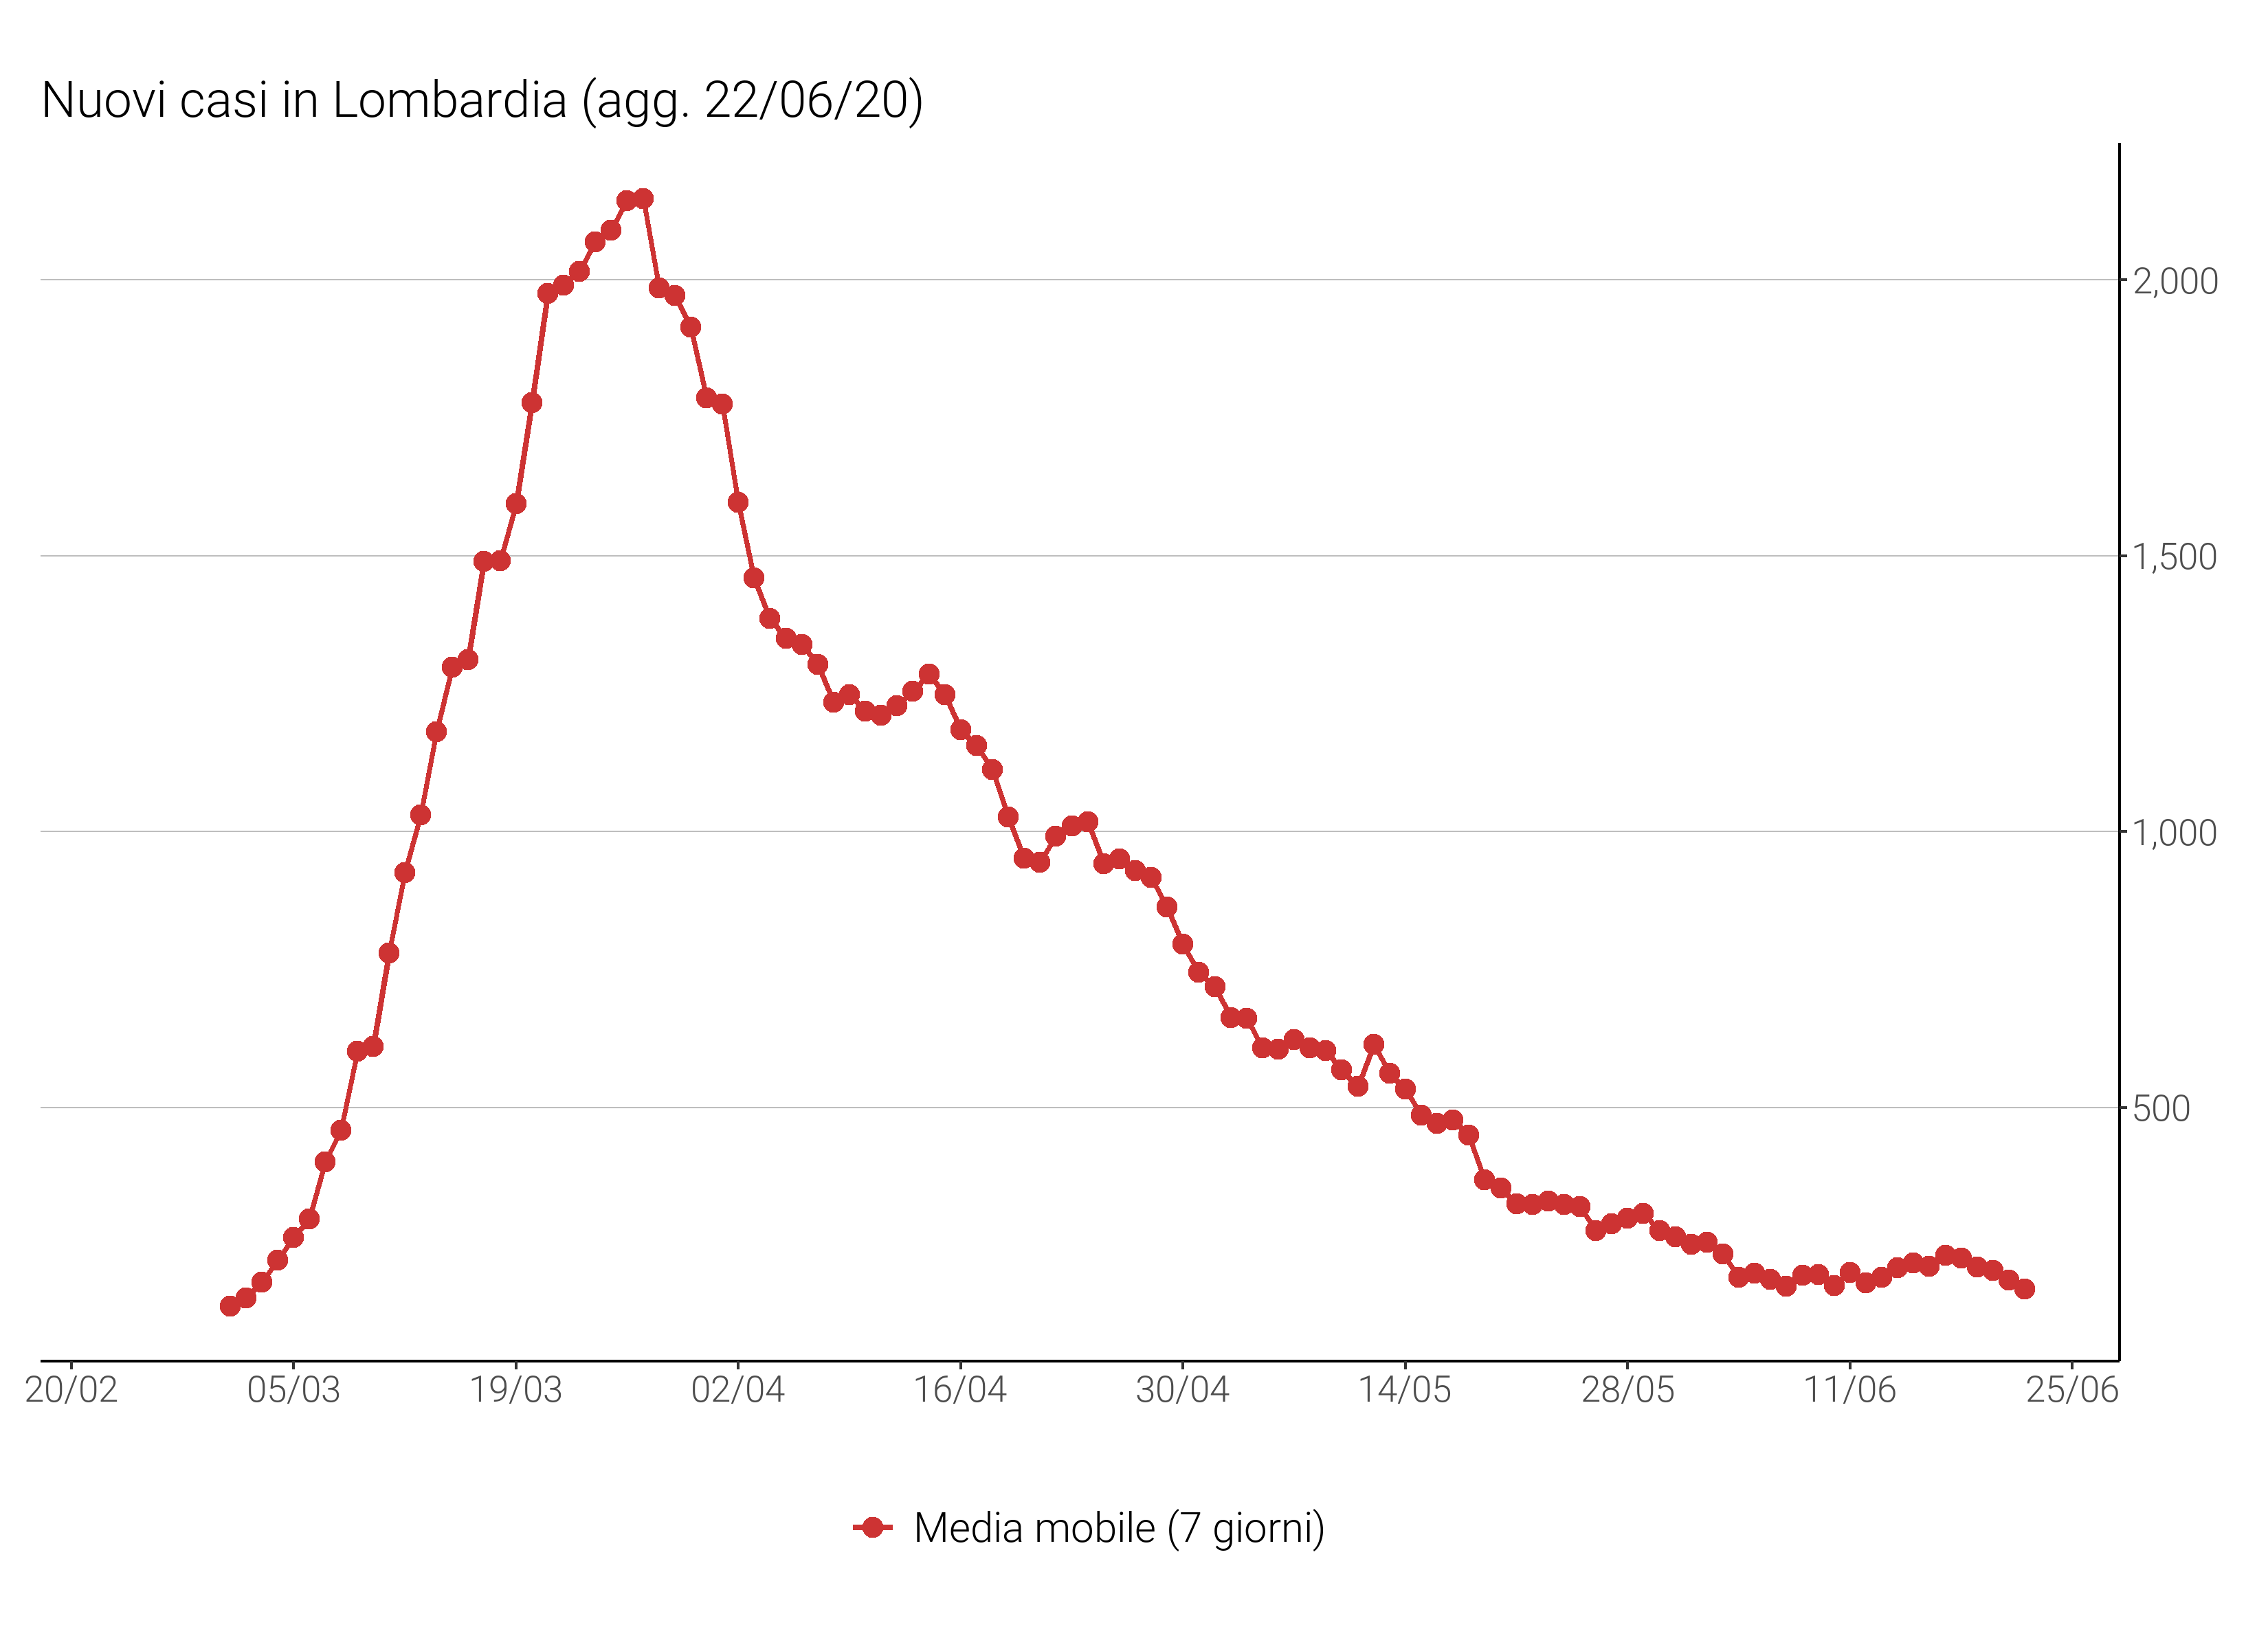 Nuovi casi in Lombardia (agg. 22/06/20)
2,000
1,500
1,000
500
20/02 05/03 19/03 02/04 16/04 30/04 14/05 28/05 11/06 25/06
Media mobile (7 giorni)